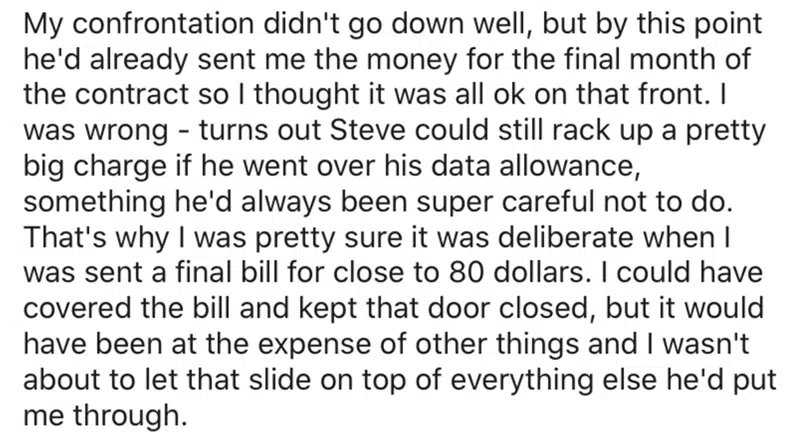 My confrontation didn't go down well, but by this point
he'd already sent me the money for the final month of
the contract so I thought it was all ok on that front. I
was wrong - turns out Steve could still rack up a pretty
big charge if he went over his data allowance,
something he'd always been super careful not to do.
That's why I was pretty sure it was deliberate when I
was sent a final bill for close to 80 dollars. I could have
covered the bill and kept that door closed, but it would
have been at the expense of other things and I wasn't
about to let that slide on top of everything else he'd put
me through.